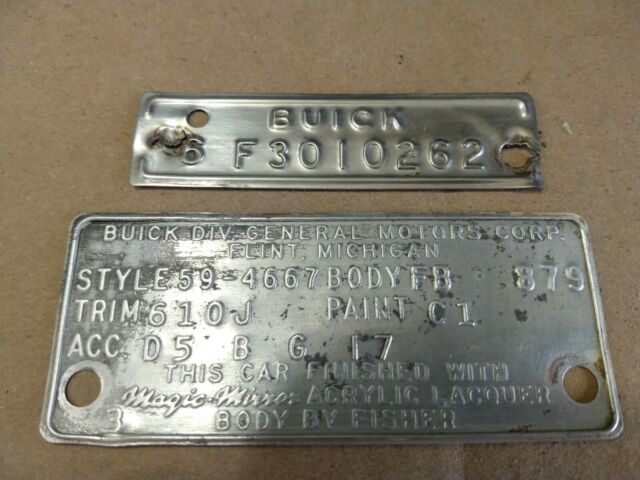 BUICK
6 F3010262
BUICK DIV. GENERAL MOTORS CORP.
FLINT, MICHIGAN
STYLE 59-4667 BODY FB 879
TRIM 610J PAINT C1
ACC. D5 B G I7
THIS CAR FINISHED WITH
Magic-Mirror ACRYLIC LACQUER
3 BODY BY FISHER